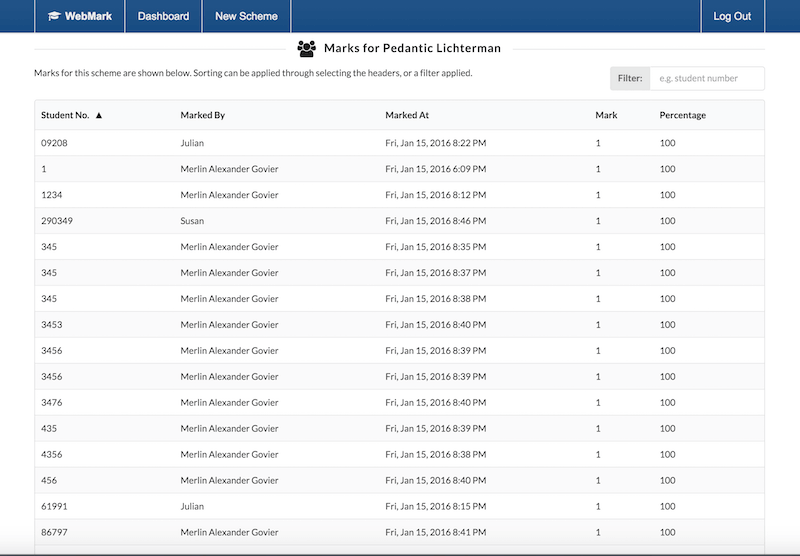 WebMark Dashboard New Scheme Log Out
Marks for Pedantic Lichterman
Marks for this scheme are shown below. Sorting can be applied through selecting the headers, or a filter applied.
Filter: e.g. student number
Student No. ▲ Marked By Marked At Mark Percentage
09208 Julian Fri, Jan 15, 2016 8:22 PM 1 100
1 Merlin Alexander Govier Fri, Jan 15, 2016 6:09 PM 1 100
1234 Merlin Alexander Govier Fri, Jan 15, 2016 8:12 PM 1 100
290349 Susan Fri, Jan 15, 2016 8:46 PM 1 100
345 Merlin Alexander Govier Fri, Jan 15, 2016 8:35 PM 1 100
345 Merlin Alexander Govier Fri, Jan 15, 2016 8:37 PM 1 100
345 Merlin Alexander Govier Fri, Jan 15, 2016 8:38 PM 1 100
3453 Merlin Alexander Govier Fri, Jan 15, 2016 8:40 PM 1 100
3456 Merlin Alexander Govier Fri, Jan 15, 2016 8:39 PM 1 100
3456 Merlin Alexander Govier Fri, Jan 15, 2016 8:39 PM 1 100
3476 Merlin Alexander Govier Fri, Jan 15, 2016 8:40 PM 1 100
435 Merlin Alexander Govier Fri, Jan 15, 2016 8:39 PM 1 100
4356 Merlin Alexander Govier Fri, Jan 15, 2016 8:38 PM 1 100
456 Merlin Alexander Govier Fri, Jan 15, 2016 8:40 PM 1 100
61991 Julian Fri, Jan 15, 2016 8:15 PM 1 100
86797 Merlin Alexander Govier Fri, Jan 15, 2016 8:41 PM 1 100